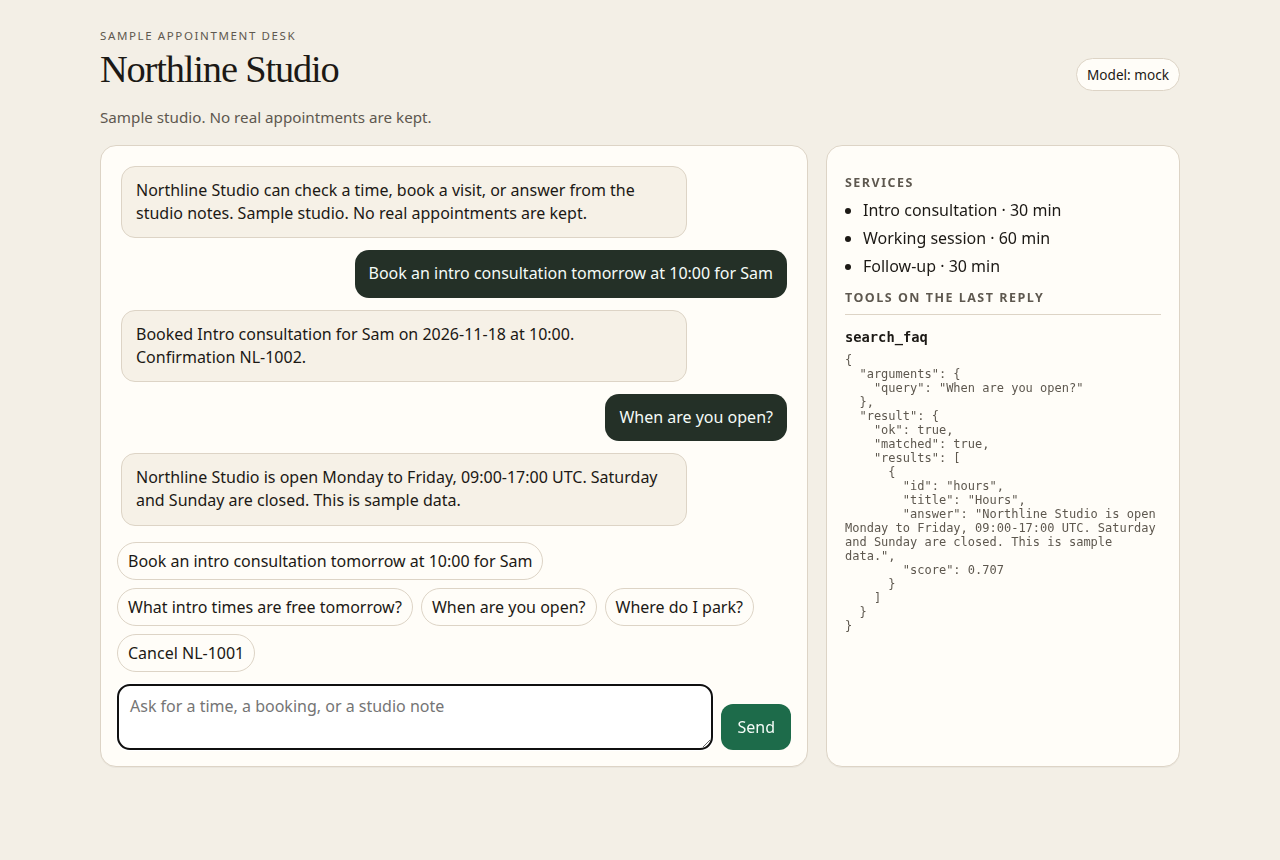 SAMPLE APPOINTMENT DESK
Northline Studio
Model: mock
Sample studio. No real appointments are kept.
Northline Studio can check a time, book a visit, or answer from the
studio notes. Sample studio. No real appointments are kept.
Book an intro consultation tomorrow at 10:00 for Sam
Booked Intro consultation for Sam on 2026-11-18 at 10:00.
Confirmation NL-1002.
When are you open?
Northline Studio is open Monday to Friday, 09:00-17:00 UTC. Saturday
and Sunday are closed. This is sample data.
Book an intro consultation tomorrow at 10:00 for Sam
What intro times are free tomorrow?
When are you open?
Where do I park?
Cancel NL-1001
Ask for a time, a booking, or a studio note
Send
SERVICES
• Intro consultation · 30 min
• Working session · 60 min
• Follow-up · 30 min
TOOLS ON THE LAST REPLY
search_faq
{
  "arguments": {
    "query": "When are you open?"
  },
  "result": {
    "ok": true,
    "matched": true,
    "results": [
      {
        "id": "hours",
        "title": "Hours",
        "answer": "Northline Studio is open
Monday to Friday, 09:00-17:00 UTC. Saturday
and Sunday are closed. This is sample
data.",
        "score": 0.707
      }
    ]
  }
}